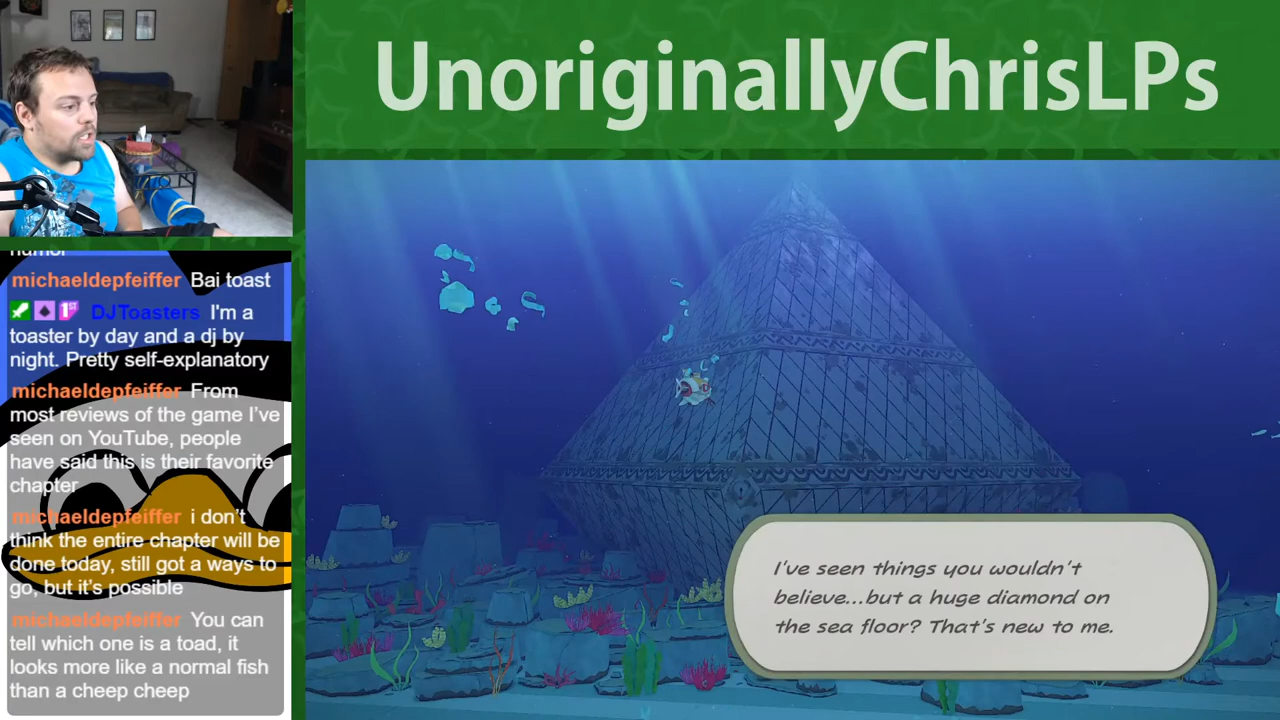 UnoriginallyChrisLPs
humor
michaeldepfeiffer Bai toast
1ST DJToasters I'm a
toaster by day and a dj by
night. Pretty self-explanatory
michaeldepfeiffer From
most reviews of the game I've
seen on YouTube, people
have said this is their favorite
chapter
michaeldepfeiffer i don't
think the entire chapter will be
done today, still got a ways to
go, but it's possible
michaeldepfeiffer You can
tell which one is a toad, it
looks more like a normal fish
than a cheep cheep
I've seen things you wouldn't
believe...but a huge diamond on
the sea floor? That's new to me.